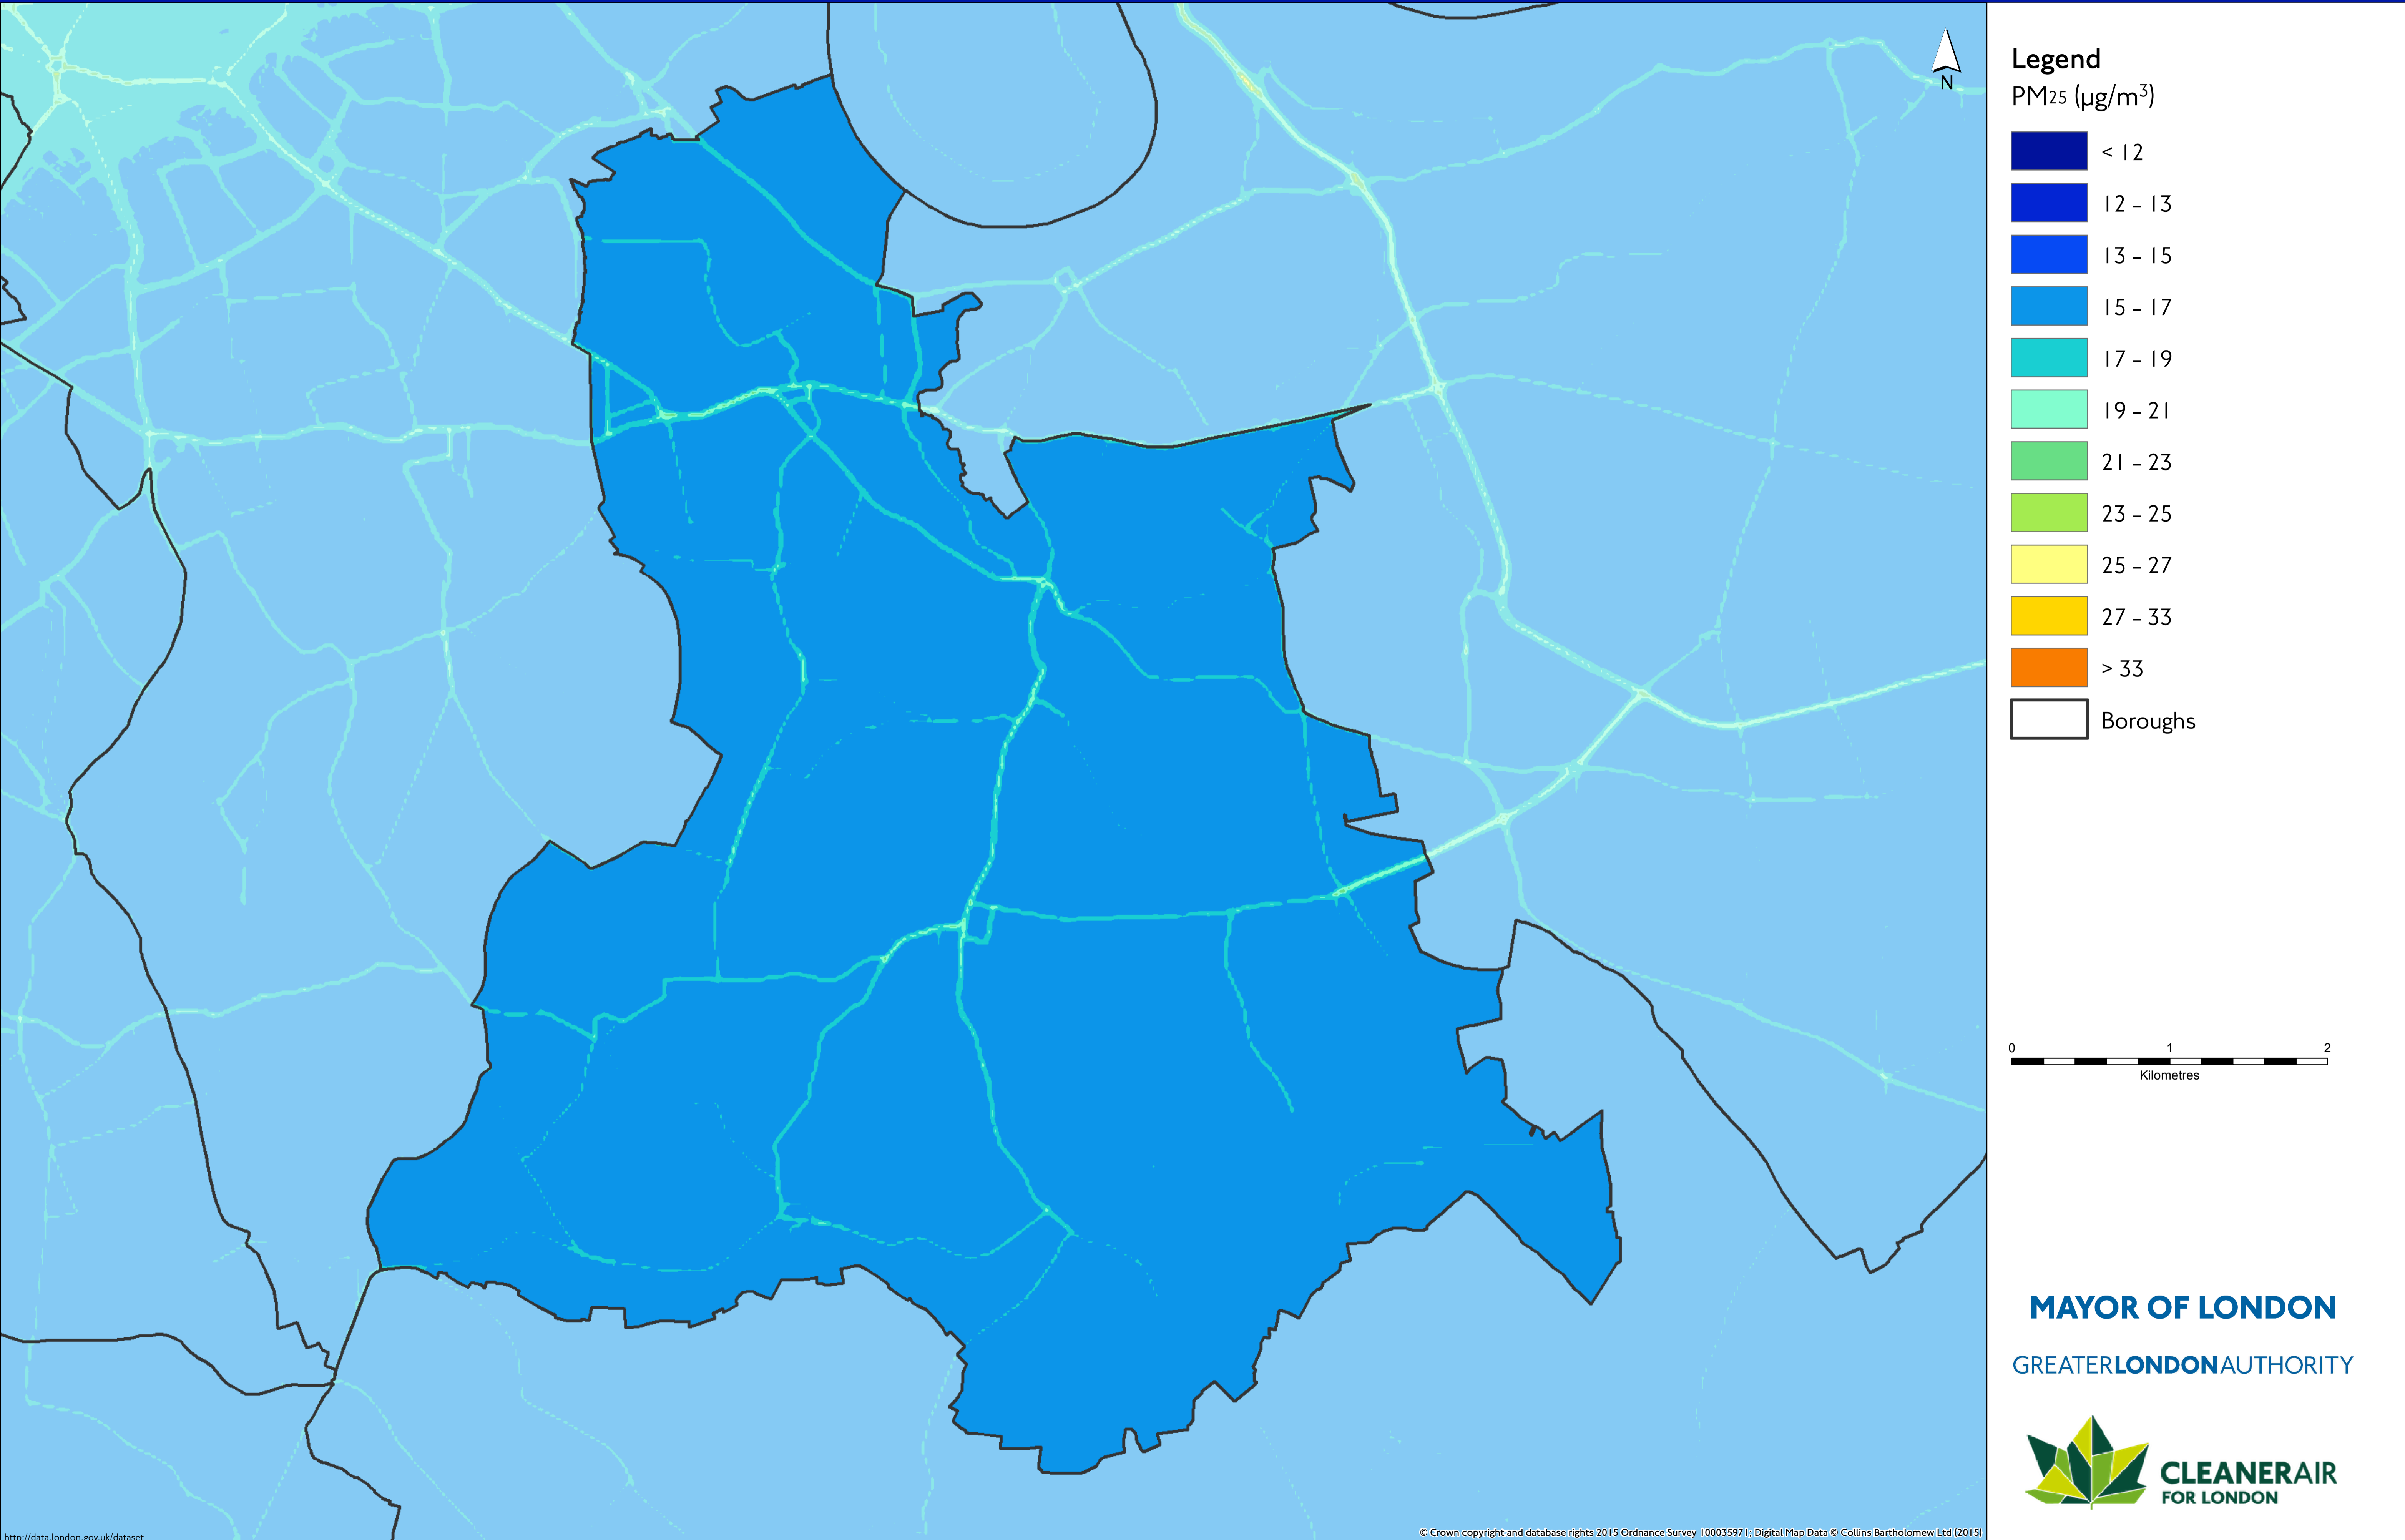 N
Legend
PM25 (µg/m3)
< 12
12 - 13
13 - 15
15 - 17
17 - 19
19 - 21
21 - 23
23 - 25
25 - 27
27 - 33
> 33
Boroughs
0 1 2
Kilometres
MAYOR OF LONDON
GREATERLONDONAUTHORITY
CLEANERAIR
FOR LONDON
http://data.london.gov.uk/dataset
© Crown copyright and database rights 2015 Ordnance Survey 100035971; Digital Map Data © Collins Bartholomew Ltd (2015)